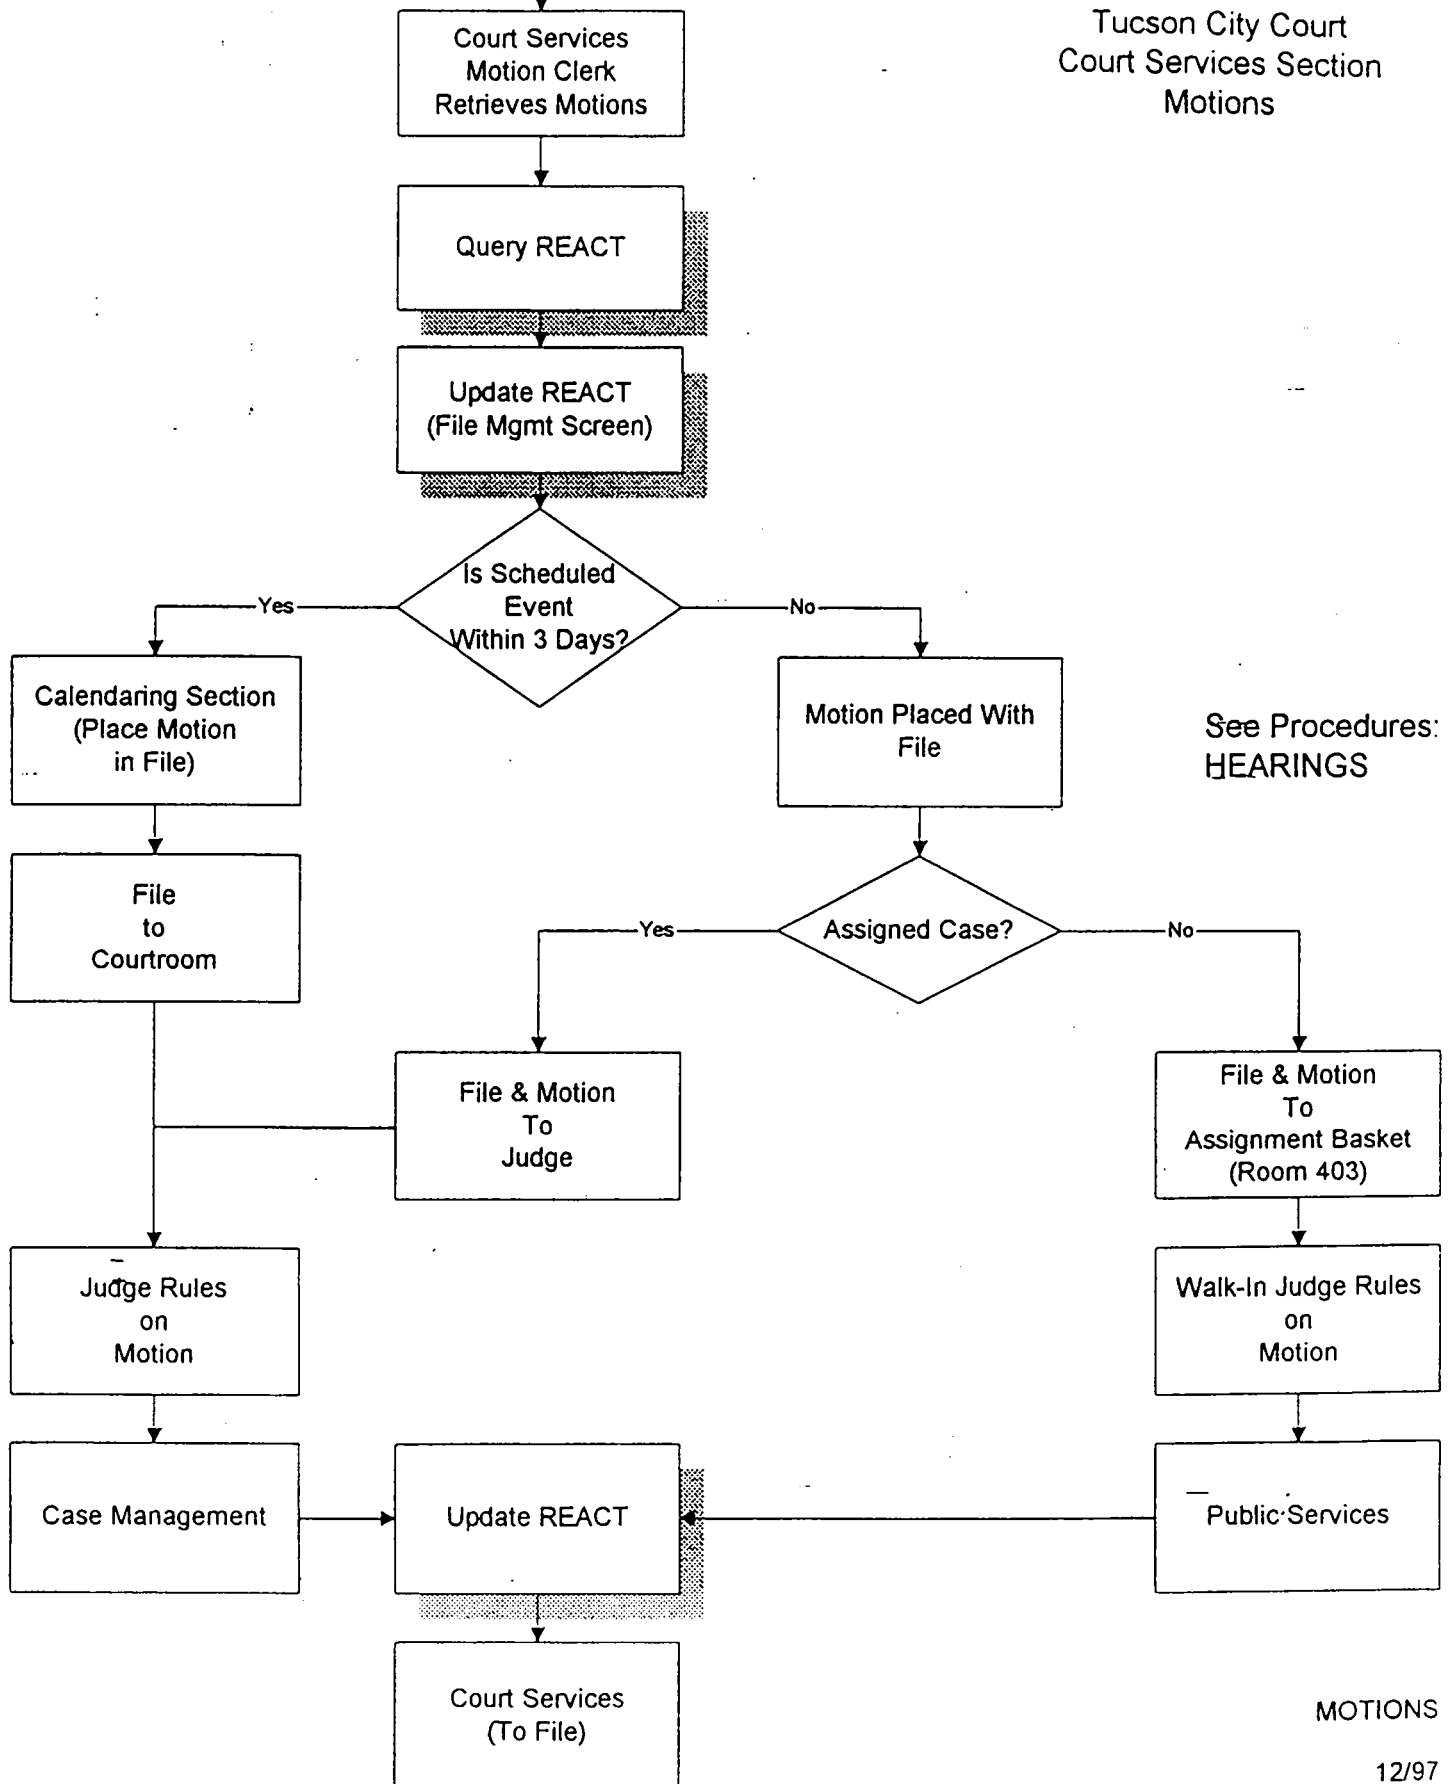 Tucson City Court
Court Services Section
Motions
Court Services
Motion Clerk
Retrieves Motions
Query REACT
Update REACT
(File Mgmt Screen)
Is Scheduled
Event
Within 3 Days?
Yes
No
Calendaring Section
(Place Motion
in File)
Motion Placed With
File
See Procedures:
HEARINGS
File
to
Courtroom
Yes
Assigned Case?
No
File & Motion
To
Judge
File & Motion
To
Assignment Basket
(Room 403)
Judge Rules
on
Motion
Walk-In Judge Rules
on
Motion
Case Management
Update REACT
Public Services
Court Services
(To File)
MOTIONS
12/97